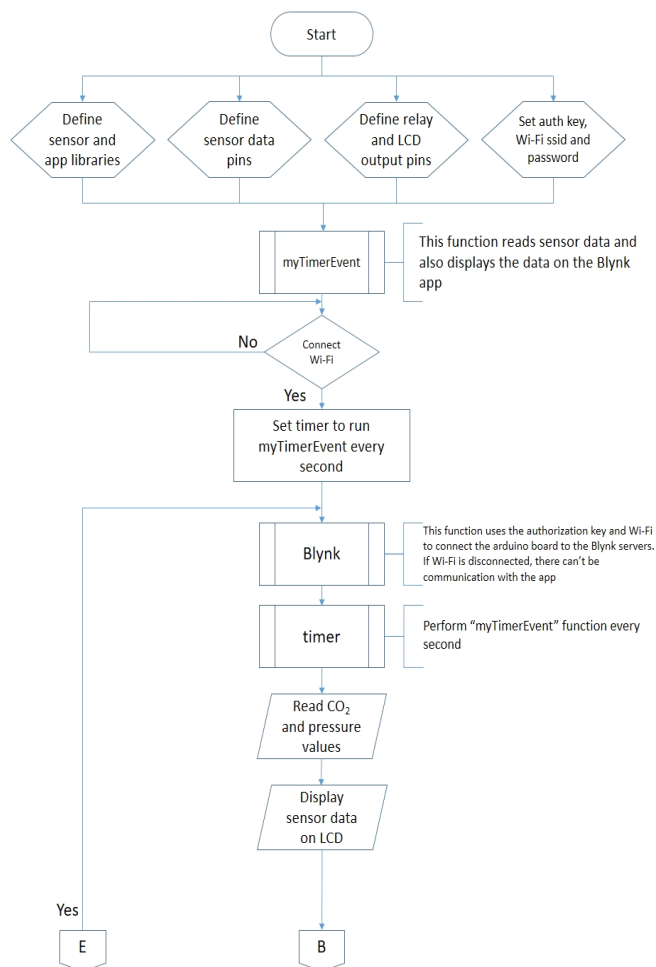 Start
Define
sensor and
app libraries
Define
sensor data
pins
Define relay
and LCD
output pins
Set auth key,
Wi-Fi ssid and
password
myTimerEvent
This function reads sensor data and
also displays the data on the Blynk
app
No
Connect
Wi-Fi
Yes
Set timer to run
myTimerEvent every
second
Blynk
This function uses the authorization key and Wi-Fi
to connect the arduino board to the Blynk servers.
If Wi-Fi is disconnected, there can't be
communication with the app
timer
Perform "myTimerEvent" function every
second
Read CO₂
and pressure
values
Display
sensor data
on LCD
Yes
E
B